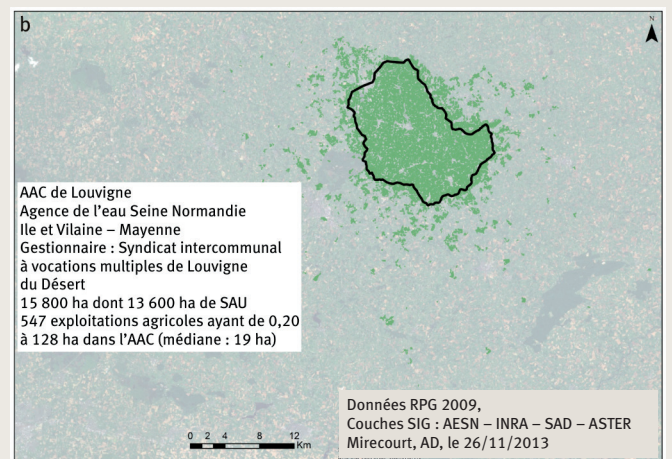 b
N
AAC de Louvigne
Agence de l'eau Seine Normandie
Ile et Vilaine – Mayenne
Gestionnaire : Syndicat intercommunal
à vocations multiples de Louvigne
du Désert
15 800 ha dont 13 600 ha de SAU
547 exploitations agricoles ayant de 0,20
à 128 ha dans l'AAC (médiane : 19 ha)
Données RPG 2009,
Couches SIG : AESN – INRA – SAD – ASTER
Mirecourt, AD, le 26/11/2013
0 2 4 8 12
Km